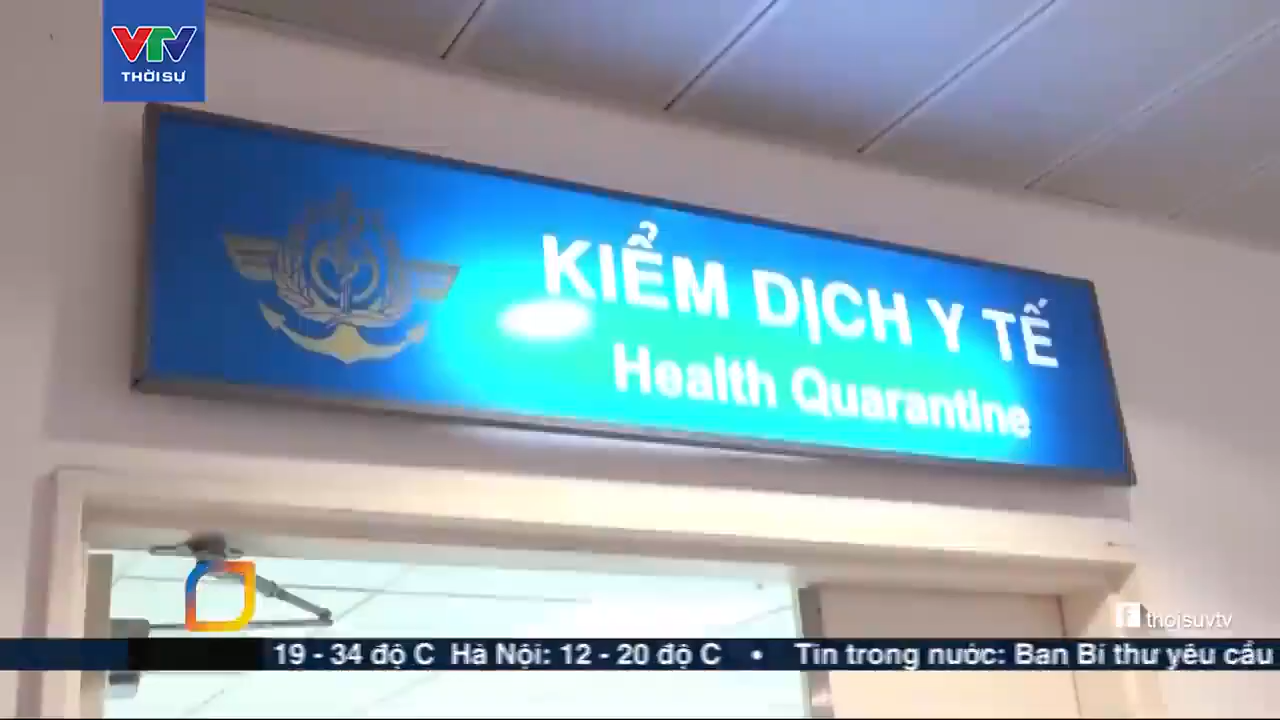 VTV
THỜI SỰ
KIỂM DỊCH Y TẾ
Health Quarantine
f thoisuvtv
19 - 34 độ C Hà Nội: 12 - 20 độ C • Tin trong nước: Ban Bí thư yêu cầu